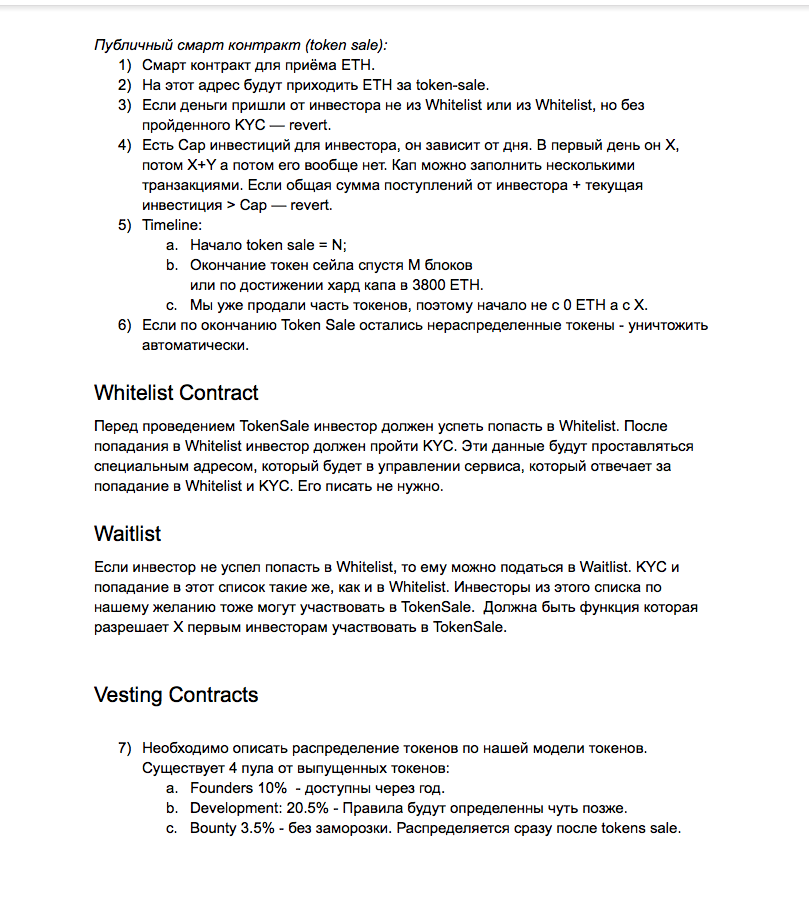 Публичный смарт контракт (token sale):
1) Смарт контракт для приёма ETH.
2) На этот адрес будут приходить ETH за token-sale.
3) Если деньги пришли от инвестора не из Whitelist или из Whitelist, но без
пройденного KYC — revert.
4) Есть Cap инвестиций для инвестора, он зависит от дня. В первый день он X,
потом X+Y а потом его вообще нет. Кап можно заполнить несколькими
транзакциями. Если общая сумма поступлений от инвестора + текущая
инвестиция > Cap — revert.
5) Timeline:
a. Начало token sale = N;
b. Окончание токен сейла спустя M блоков
или по достижении хард капа в 3800 ETH.
c. Мы уже продали часть токенов, поэтому начало не с 0 ETH а с X.
6) Если по окончанию Token Sale остались нераспределенные токены - уничтожить
автоматически.
Whitelist Contract
Перед проведением TokenSale инвестор должен успеть попасть в Whitelist. После
попадания в Whitelist инвестор должен пройти KYC. Эти данные будут проставляться
специальным адресом, который будет в управлении сервиса, который отвечает за
попадание в Whitelist и KYC. Его писать не нужно.
Waitlist
Если инвестор не успел попасть в Whitelist, то ему можно податься в Waitlist. KYC и
попадание в этот список такие же, как и в Whitelist. Инвесторы из этого списка по
нашему желанию тоже могут участвовать в TokenSale. Должна быть функция которая
разрешает X первым инвесторам участвовать в TokenSale.
Vesting Contracts
7) Необходимо описать распределение токенов по нашей модели токенов.
Существует 4 пула от выпущенных токенов:
a. Founders 10% - доступны через год.
b. Development: 20.5% - Правила будут определенны чуть позже.
c. Bounty 3.5% - без заморозки. Распределяется сразу после tokens sale.